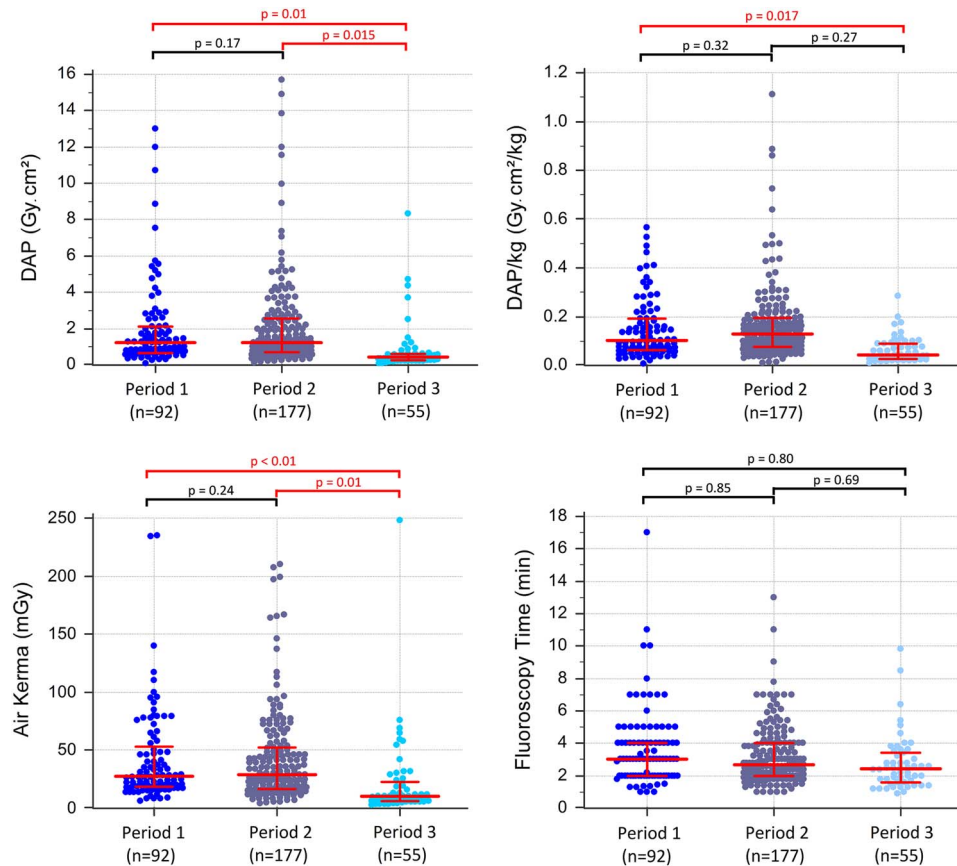 p = 0.01
p = 0.17
p = 0.015
DAP (Gy.cm²)
16
14
12
10
8
6
4
2
0
Period 1
(n=92)
Period 2
(n=177)
Period 3
(n=55)
p = 0.017
p = 0.32
p = 0.27
DAP/kg (Gy.cm²/kg)
1.2
1.0
0.8
0.6
0.4
0.2
0.0
Period 1
(n=92)
Period 2
(n=177)
Period 3
(n=55)
p < 0.01
p = 0.24
p = 0.01
Air Kerma (mGy)
250
200
150
100
50
0
Period 1
(n=92)
Period 2
(n=177)
Period 3
(n=55)
p = 0.80
p = 0.85
p = 0.69
Fluoroscopy Time (min)
18
16
14
12
10
8
6
4
2
0
Period 1
(n=92)
Period 2
(n=177)
Period 3
(n=55)